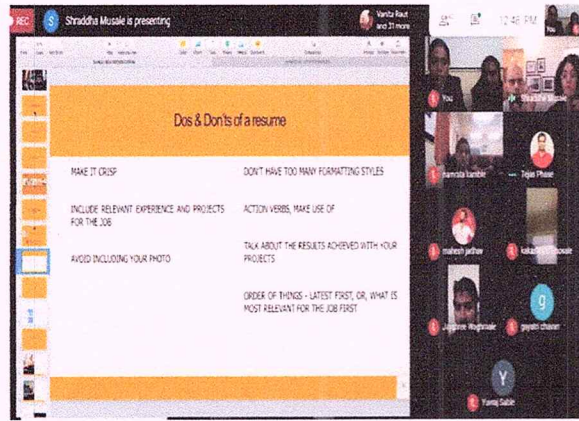 REC
S
Shraddha Musale is presenting
Vanita Raut
and 31 more
12:46 PM
You
Dos & Don'ts of a resume
MAKE IT CRISP
INCLUDE RELEVANT EXPERIENCE AND PROJECTS
FOR THE JOB
AVOID INCLUDING YOUR PHOTO
DON'T HAVE TOO MANY FORMATTING STYLES
ACTION VERBS, MAKE USE OF
TALK ABOUT THE RESULTS ACHIEVED WITH YOUR
PROJECTS
ORDER OF THINGS - LATEST FIRST, OR, WHAT IS
MOST RELEVANT FOR THE JOB FIRST
You
Shraddha Musale
namrata kamble
Tejas Phase
mahesh jadhav
Jayshree Waghmale
g
gayatri chavan
Y
Yuvraj Sable